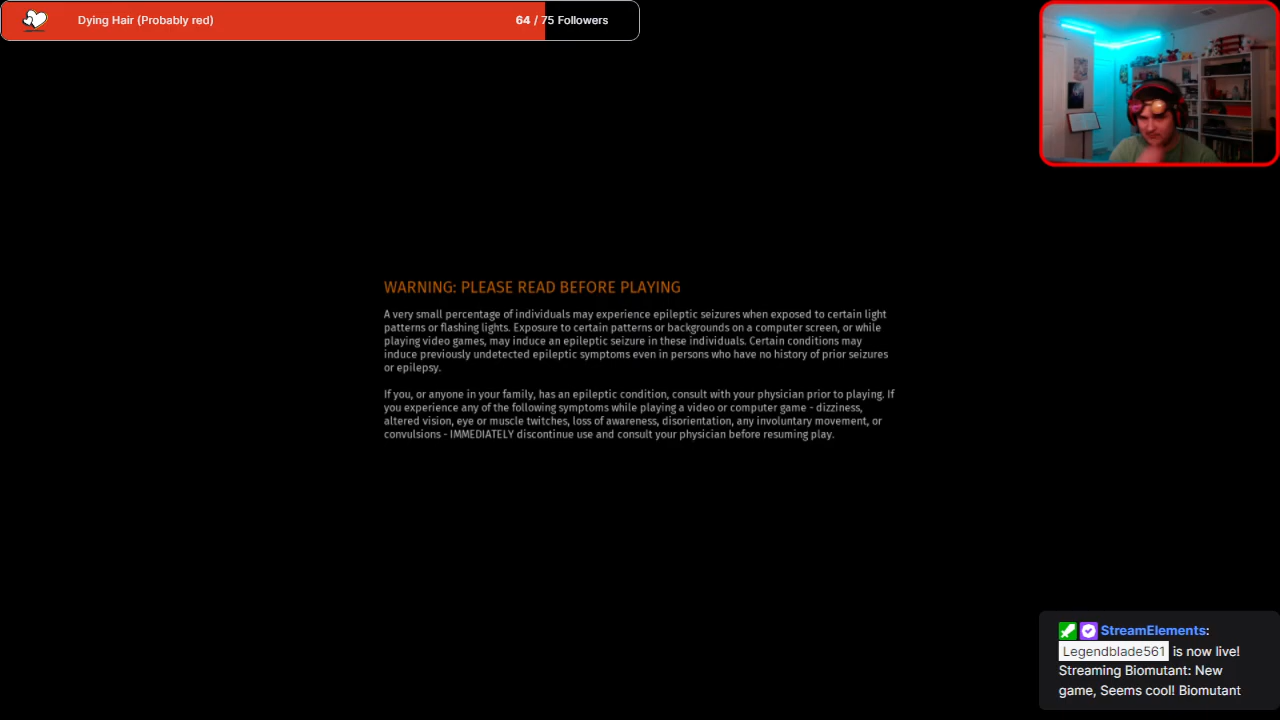 Dying Hair (Probably red)
64 / 75 Followers
WARNING: PLEASE READ BEFORE PLAYING
A very small percentage of individuals may experience epileptic seizures when exposed to certain light
patterns or flashing lights. Exposure to certain patterns or backgrounds on a computer screen, or while
playing video games, may induce an epileptic seizure in these individuals. Certain conditions may
induce previously undetected epileptic symptoms even in persons who have no history of prior seizures
or epilepsy.
If you, or anyone in your family, has an epileptic condition, consult with your physician prior to playing. If
you experience any of the following symptoms while playing a video or computer game - dizziness,
altered vision, eye or muscle twitches, loss of awareness, disorientation, any involuntary movement, or
convulsions - IMMEDIATELY discontinue use and consult your physician before resuming play.
StreamElements:
Legendblade561 is now live!
Streaming Biomutant: New
game, Seems cool! Biomutant